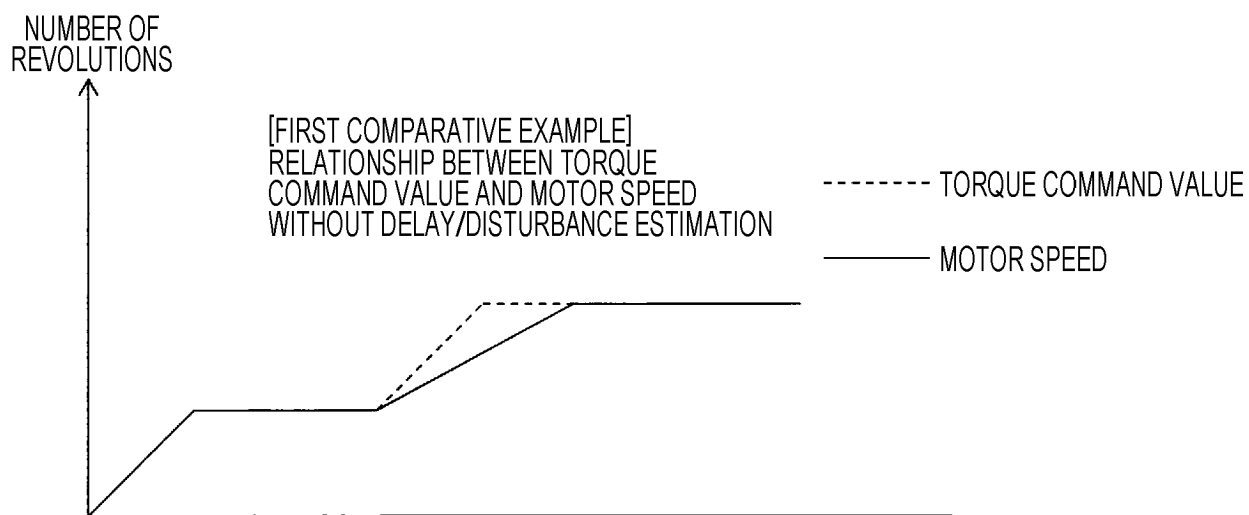 NUMBER OF
REVOLUTIONS
[FIRST COMPARATIVE EXAMPLE]
RELATIONSHIP BETWEEN TORQUE
COMMAND VALUE AND MOTOR SPEED
WITHOUT DELAY/DISTURBANCE ESTIMATION
TORQUE COMMAND VALUE
MOTOR SPEED